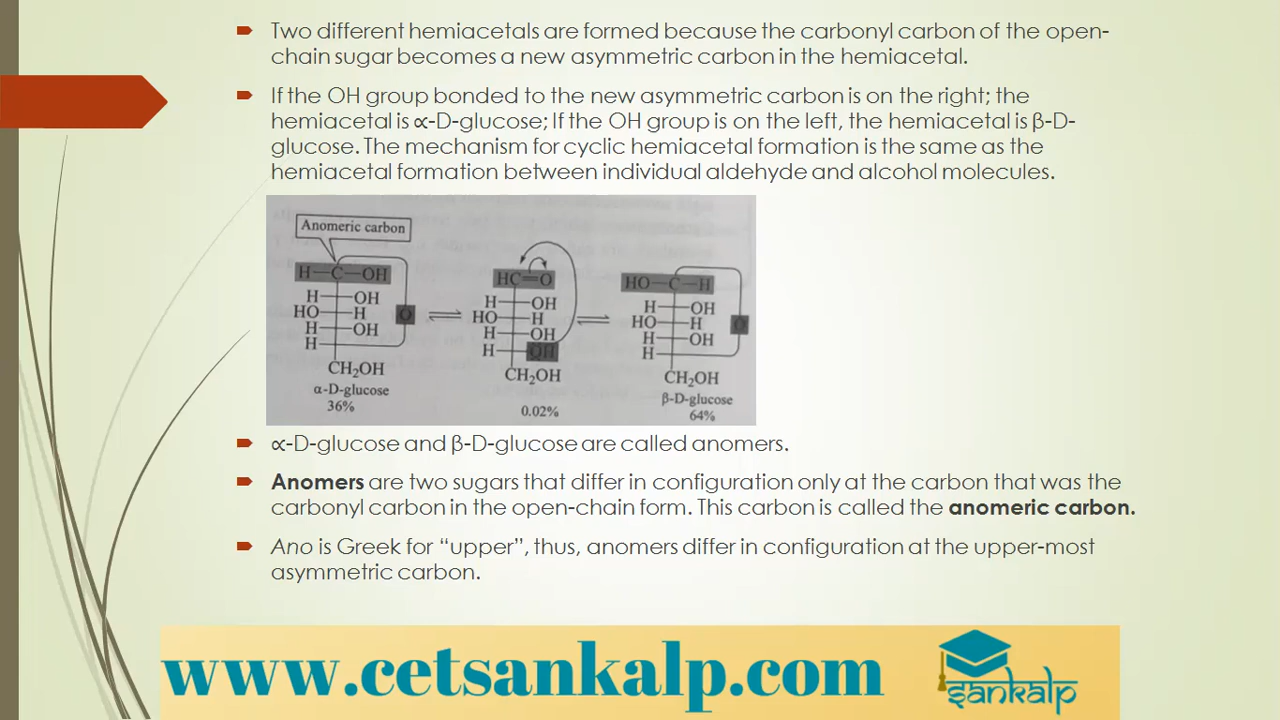 Two different hemiacetals are formed because the carbonyl carbon of the open-
chain sugar becomes a new asymmetric carbon in the hemiacetal.
If the OH group bonded to the new asymmetric carbon is on the right; the
hemiacetal is ∝-D-glucose; If the OH group is on the left, the hemiacetal is β-D-
glucose. The mechanism for cyclic hemiacetal formation is the same as the
hemiacetal formation between individual aldehyde and alcohol molecules.
Anomeric carbon
H—C—OH
H—OH
HO—H
H—OH
H
O
CH₂OH
α-D-glucose
36%
HC=O
H—OH
HO—H
H—OH
H—OH
CH₂OH
0.02%
HO—C—H
H—OH
HO—H
H—OH
H
O
CH₂OH
β-D-glucose
64%
∝-D-glucose and β-D-glucose are called anomers.
Anomers are two sugars that differ in configuration only at the carbon that was the
carbonyl carbon in the open-chain form. This carbon is called the anomeric carbon.
Ano is Greek for “upper”, thus, anomers differ in configuration at the upper-most
asymmetric carbon.
www.cetsankalp.com
sankalp